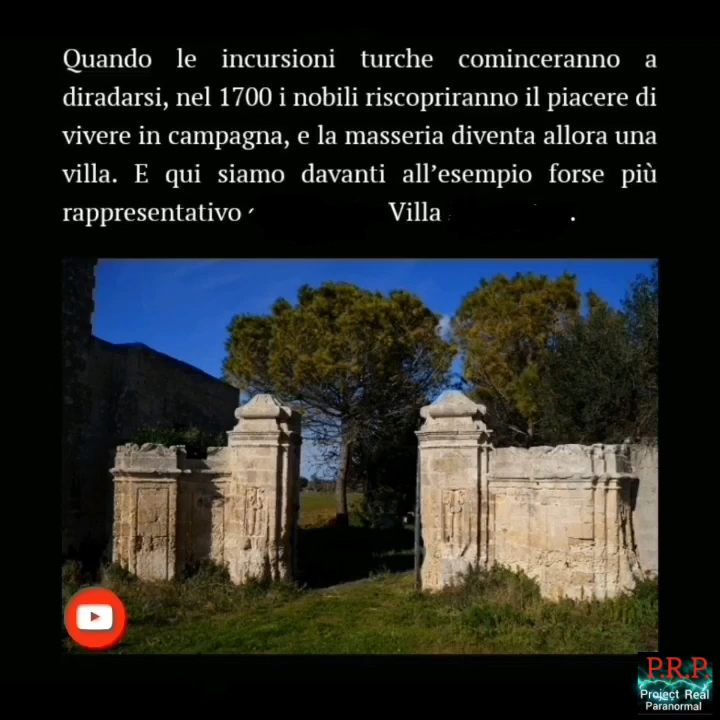 Quando le incursioni turche cominceranno a
diradarsi, nel 1700 i nobili riscopriranno il piacere di
vivere in campagna, e la masseria diventa allora una
villa. E qui siamo davanti all’esempio forse più
rappresentativo Villa .
P.R.P.
Project Real
Paranormal